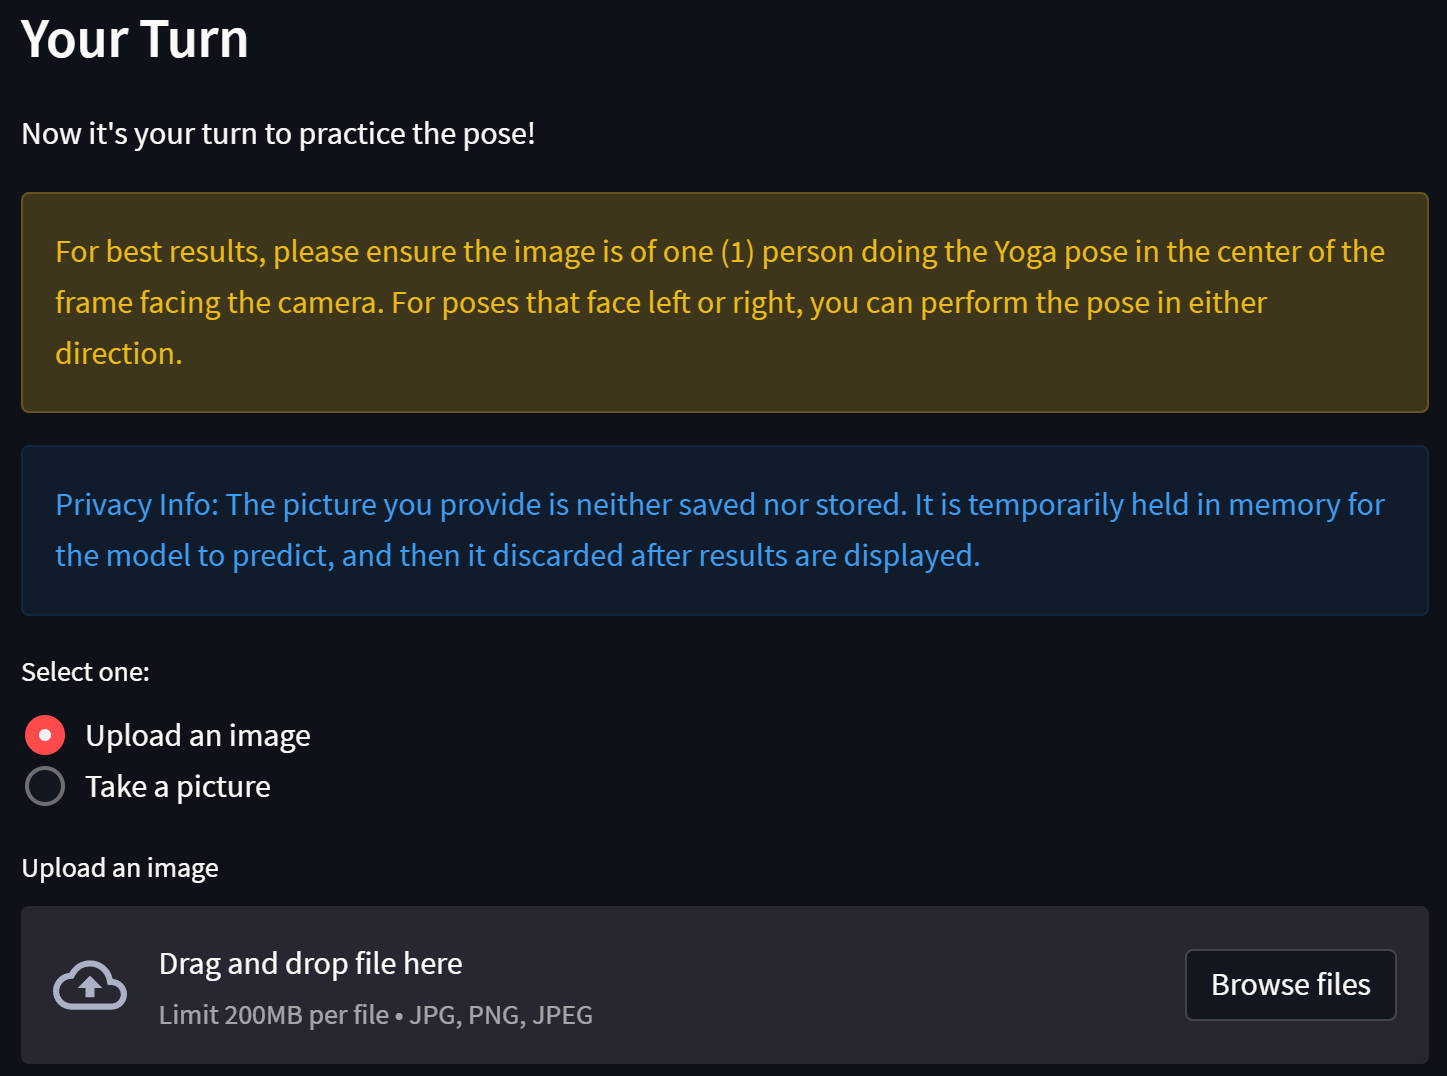 Your Turn
Now it's your turn to practice the pose!
For best results, please ensure the image is of one (1) person doing the Yoga pose in the center of the
frame facing the camera. For poses that face left or right, you can perform the pose in either
direction.
Privacy Info: The picture you provide is neither saved nor stored. It is temporarily held in memory for
the model to predict, and then it discarded after results are displayed.
Select one:
Upload an image
Take a picture
Upload an image
Drag and drop file here
Browse files
Limit 200MB per file • JPG, PNG, JPEG